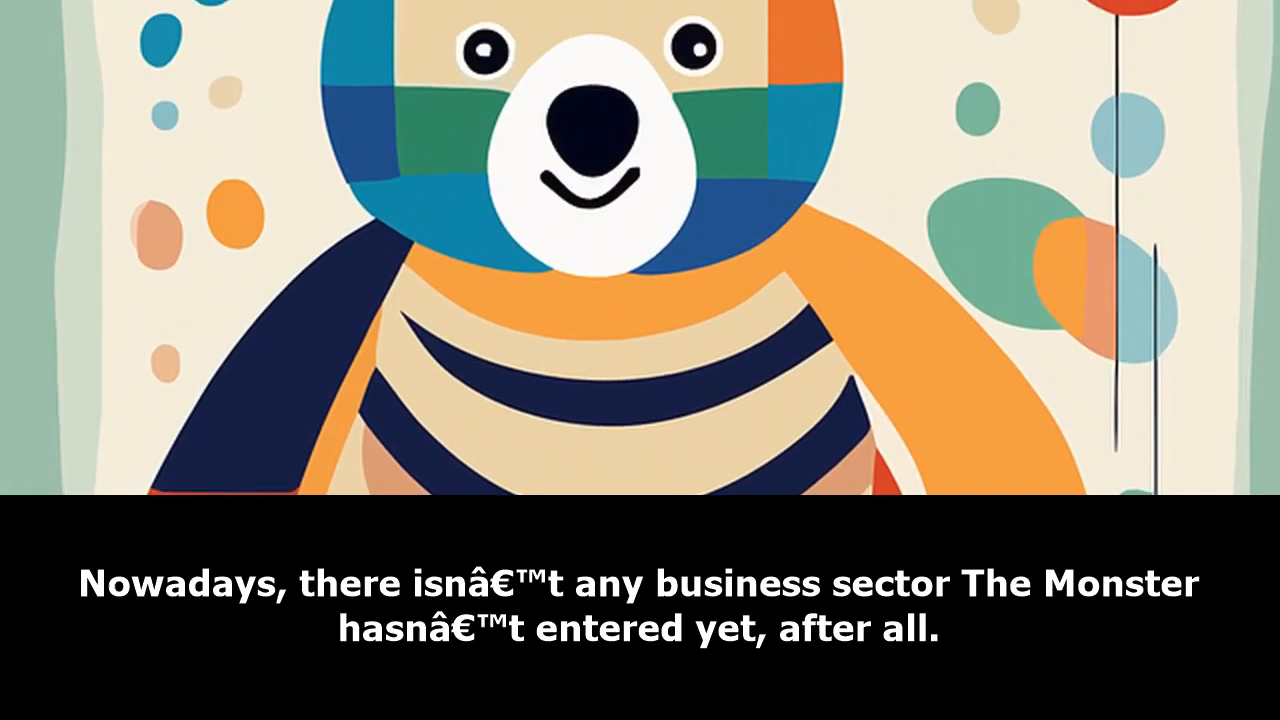 Nowadays, there isnâ€™t any business sector The Monster
hasnâ€™t entered yet, after all.